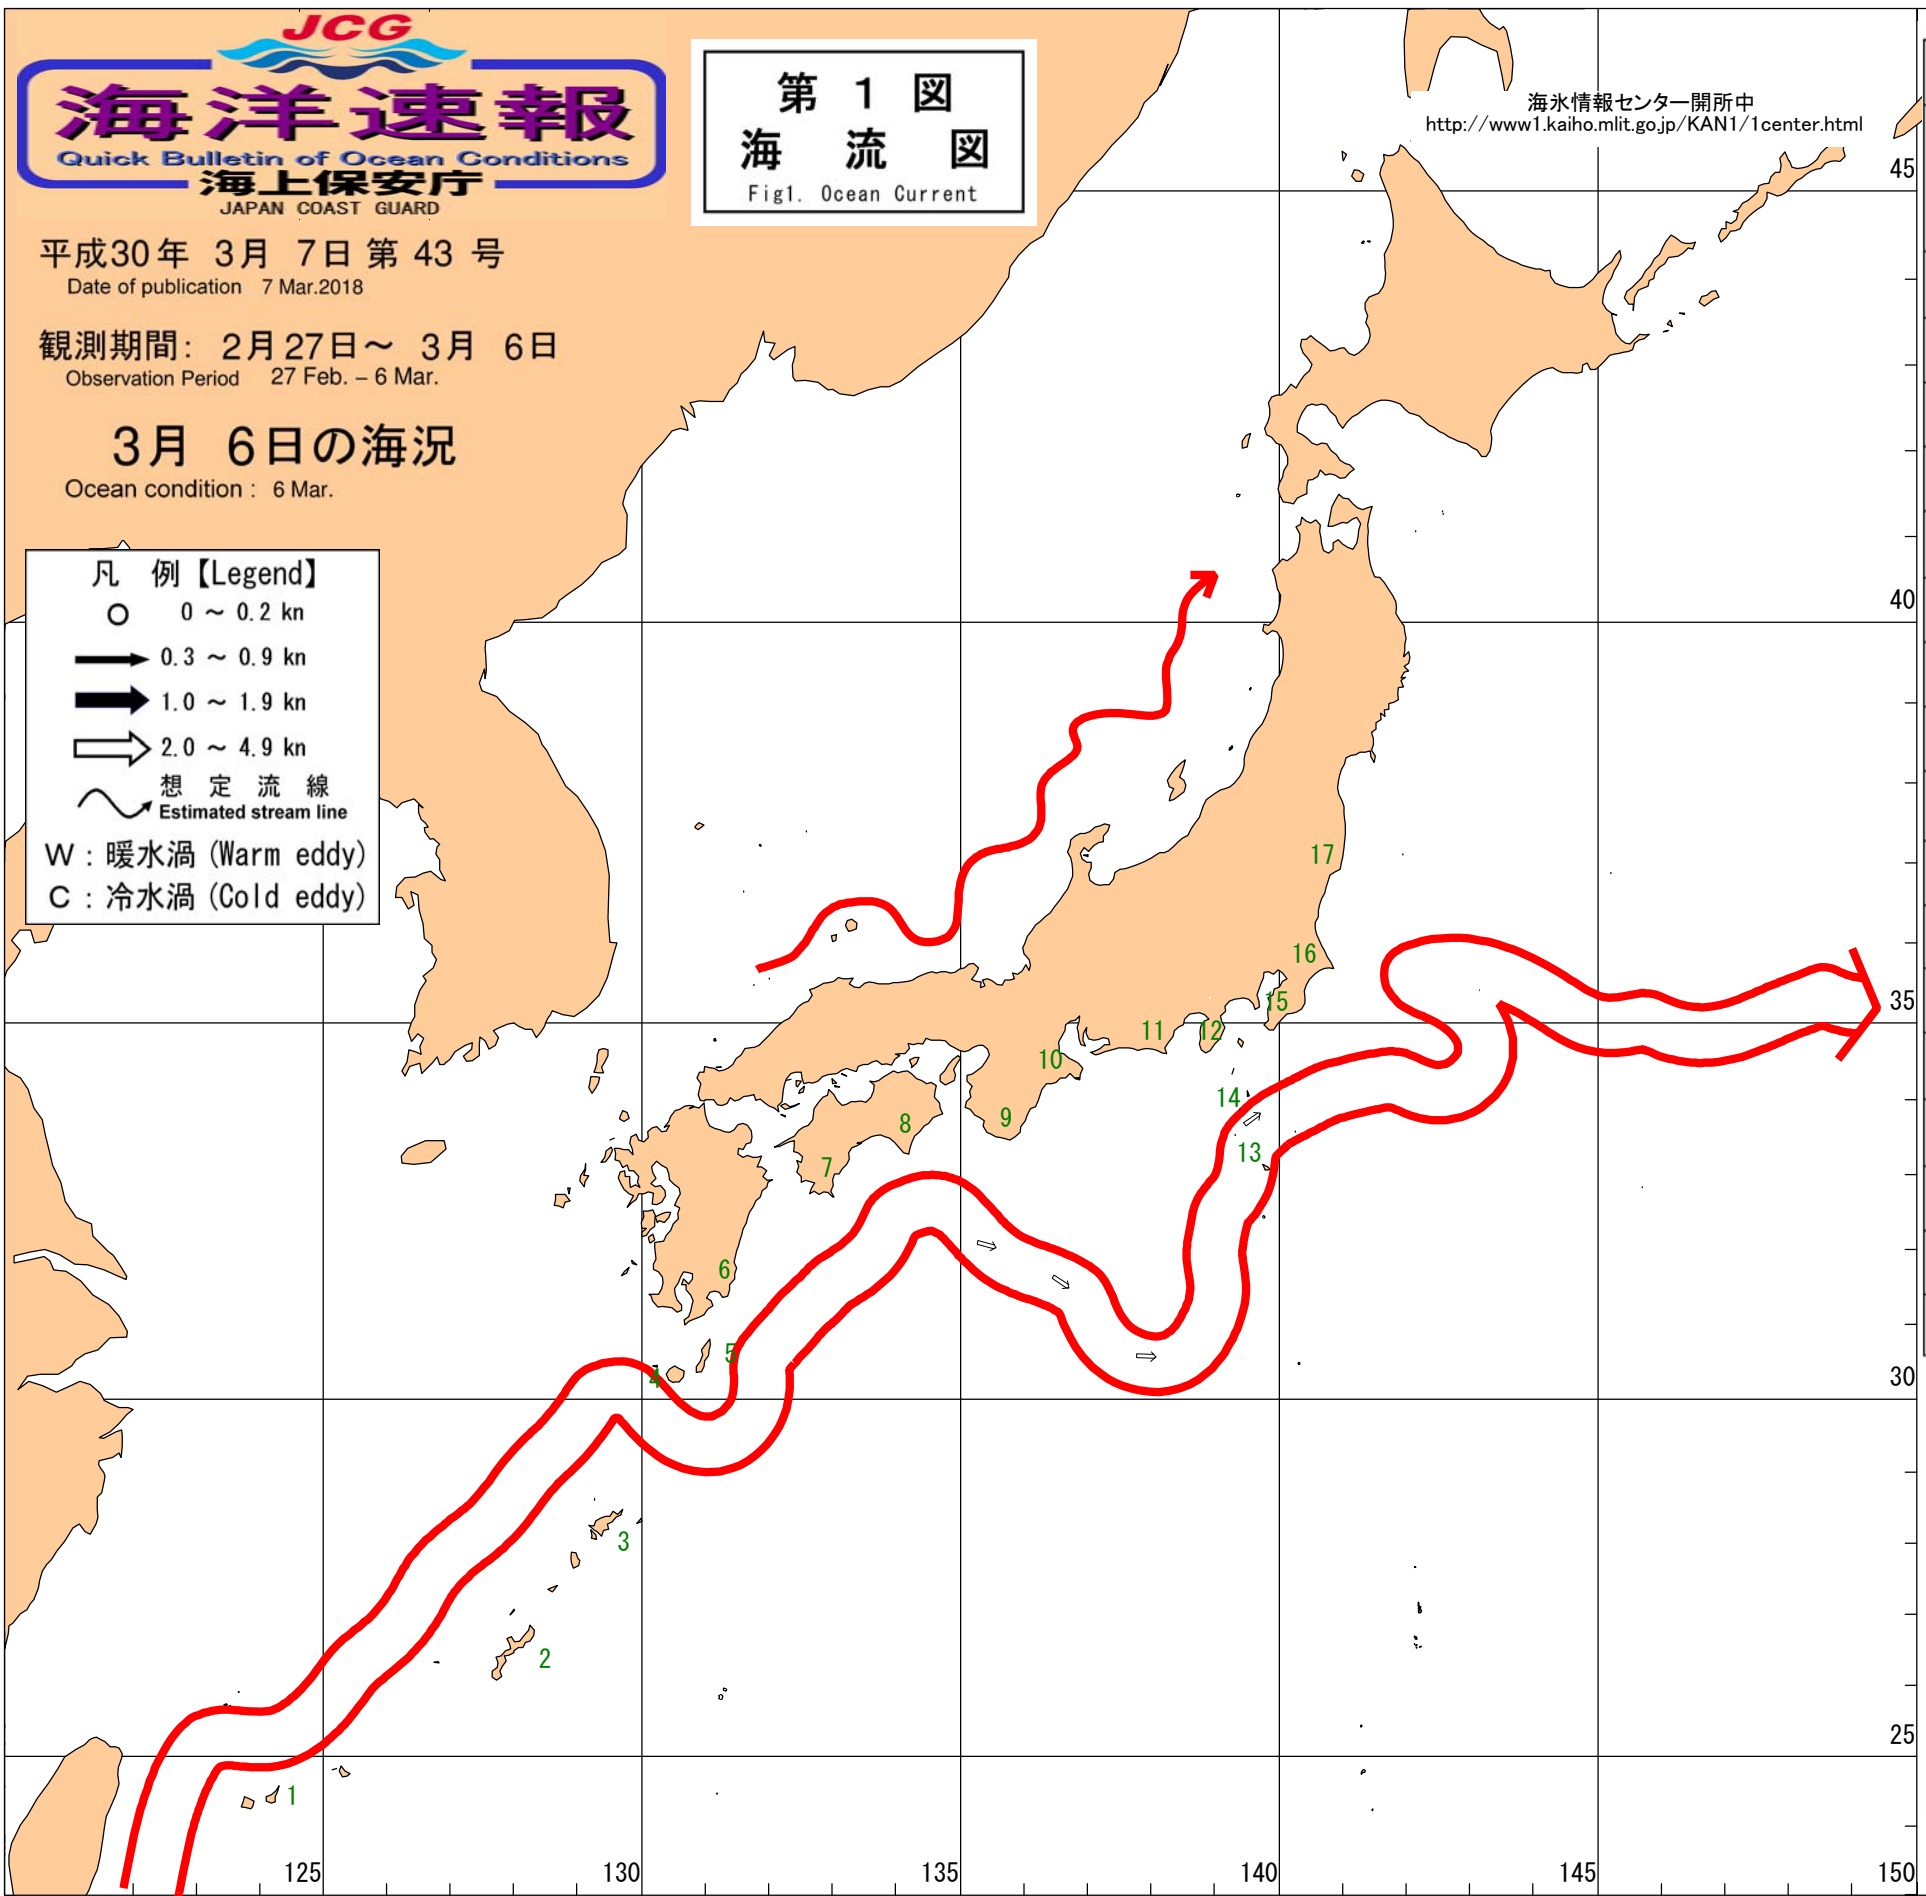 JCG
海洋速報
Quick Bulletin of Ocean Conditions
海上保安庁
JAPAN COAST GUARD
第 1 図
海 流 図
Fig1. Ocean Current
海氷情報センター開所中
http://www1.kaiho.mlit.go.jp/KAN1/1center.html
平成30年 3月 7日 第 43 号
Date of publication 7 Mar.2018
観測期間: 2月27日～ 3月 6日
Observation Period 27 Feb. – 6 Mar.
3月 6日の海況
Ocean condition : 6 Mar.
凡 例【Legend】
0 ～ 0.2 kn
0.3 ～ 0.9 kn
1.0 ～ 1.9 kn
2.0 ～ 4.9 kn
想 定 流 線
Estimated stream line
W : 暖水渦 (Warm eddy)
C : 冷水渦 (Cold eddy)
45
40
17
16
15
35
12
11
10
14
9
8
13
7
6
5
4
30
3
2
25
1
125
130
135
140
145
150